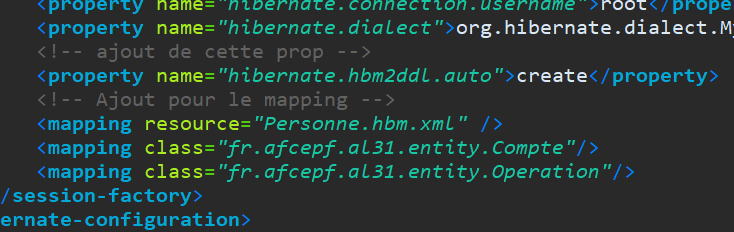 <property name="hibernate.connection.username">root</prope
<property name="hibernate.dialect">org.hibernate.dialect.My
<!-- ajout de cette prop -->
<property name="hibernate.hbm2ddl.auto">create</property>
<!-- Ajout pour le mapping -->
<mapping resource="Personne.hbm.xml" />
<mapping class="fr.afcepf.al31.entity.Compte"/>
<mapping class="fr.afcepf.al31.entity.Operation"/>
/session-factory>
ernate-configuration>